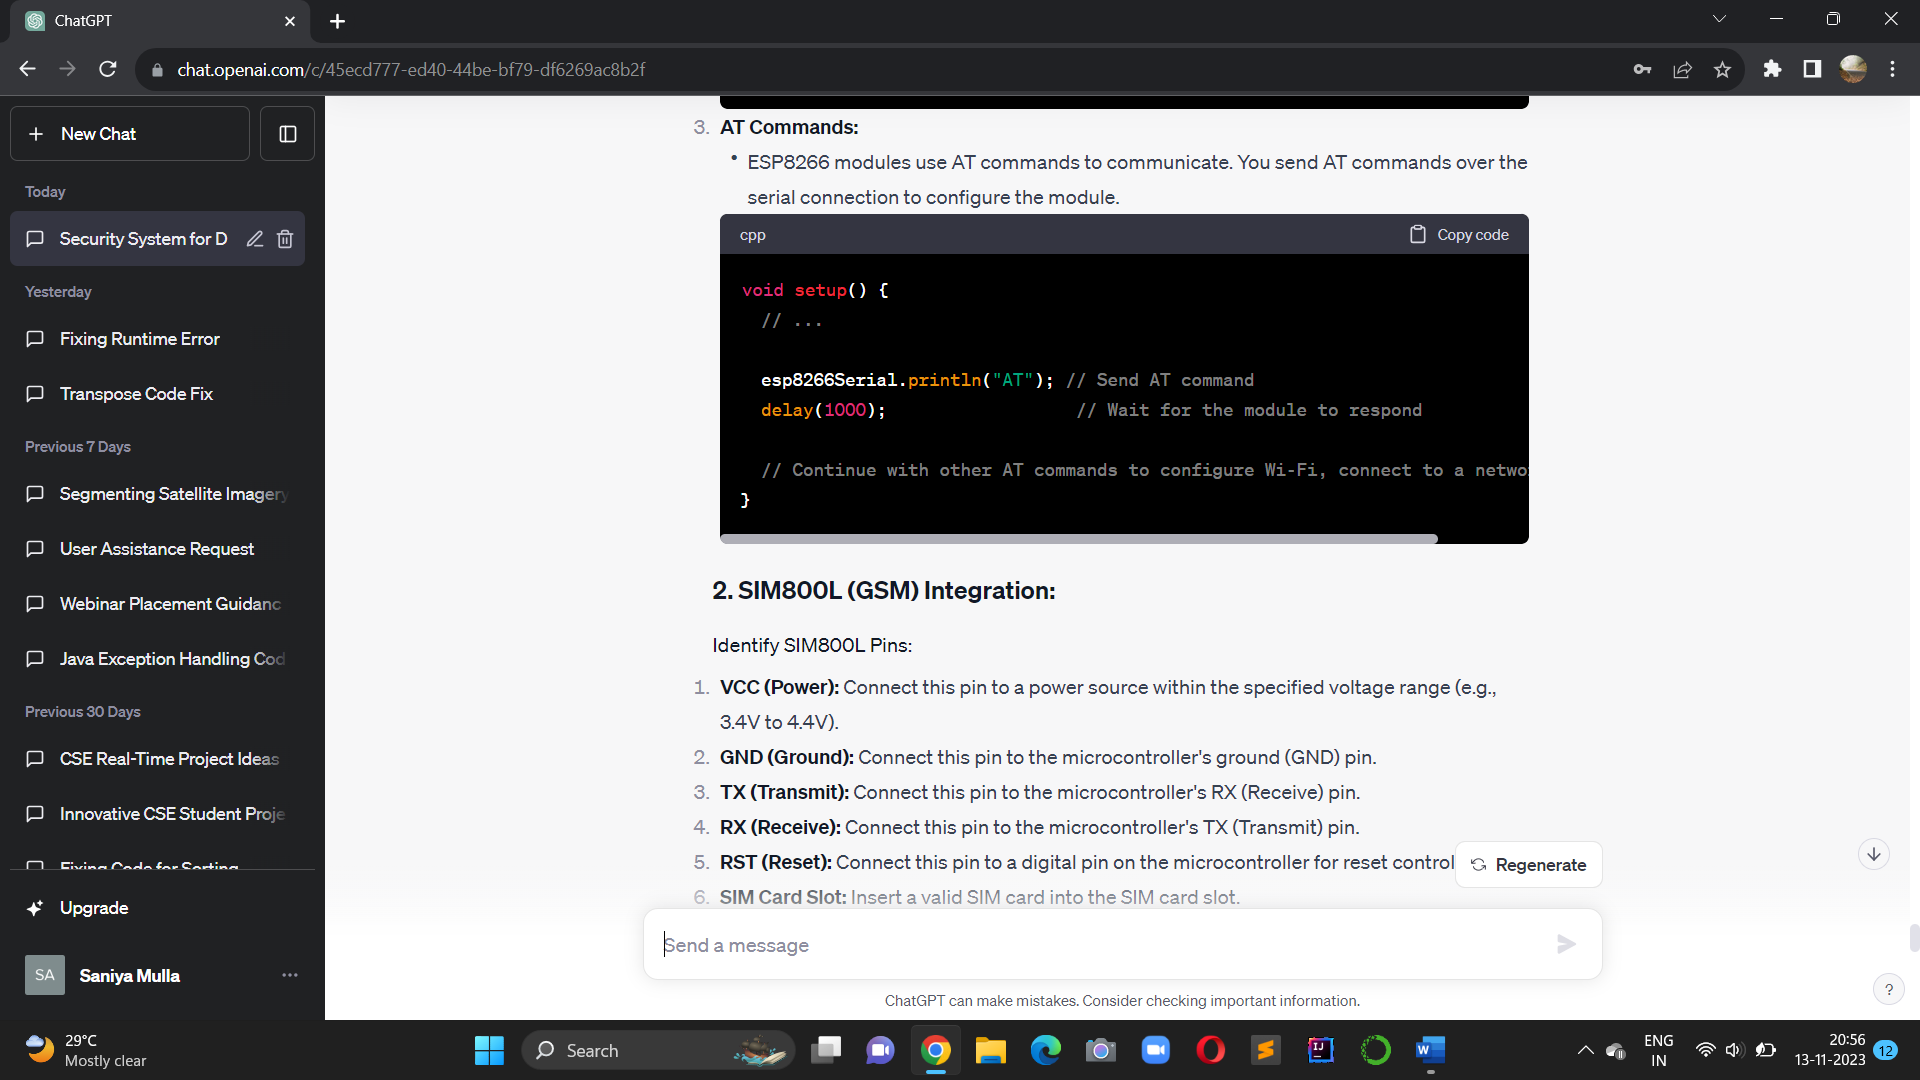 ChatGPT
chat.openai.com/c/45ecd777-ed40-44be-bf79-df6269ac8b2f
New Chat
Today
Security System for D
Yesterday
Fixing Runtime Error
Transpose Code Fix
Previous 7 Days
Segmenting Satellite Imagery
User Assistance Request
Webinar Placement Guidanc
Java Exception Handling Cod
Previous 30 Days
CSE Real-Time Project Ideas
Innovative CSE Student Proje
Fixing Code for Sorting
Upgrade
SA
Saniya Mulla
3. AT Commands:
• ESP8266 modules use AT commands to communicate. You send AT commands over the
serial connection to configure the module.
cpp
Copy code
void setup() {
// ...
esp8266Serial.println("AT"); // Send AT command
delay(1000); // Wait for the module to respond
// Continue with other AT commands to configure Wi-Fi, connect to a netwo
}
2. SIM800L (GSM) Integration:
Identify SIM800L Pins:
1. VCC (Power): Connect this pin to a power source within the specified voltage range (e.g.,
3.4V to 4.4V).
2. GND (Ground): Connect this pin to the microcontroller's ground (GND) pin.
3. TX (Transmit): Connect this pin to the microcontroller's RX (Receive) pin.
4. RX (Receive): Connect this pin to the microcontroller's TX (Transmit) pin.
5. RST (Reset): Connect this pin to a digital pin on the microcontroller for reset control
Regenerate
6. SIM Card Slot: Insert a valid SIM card into the SIM card slot.
Send a message
ChatGPT can make mistakes. Consider checking important information.
?
29°C
Mostly clear
Search
ENG
IN
20:56
13-11-2023
12